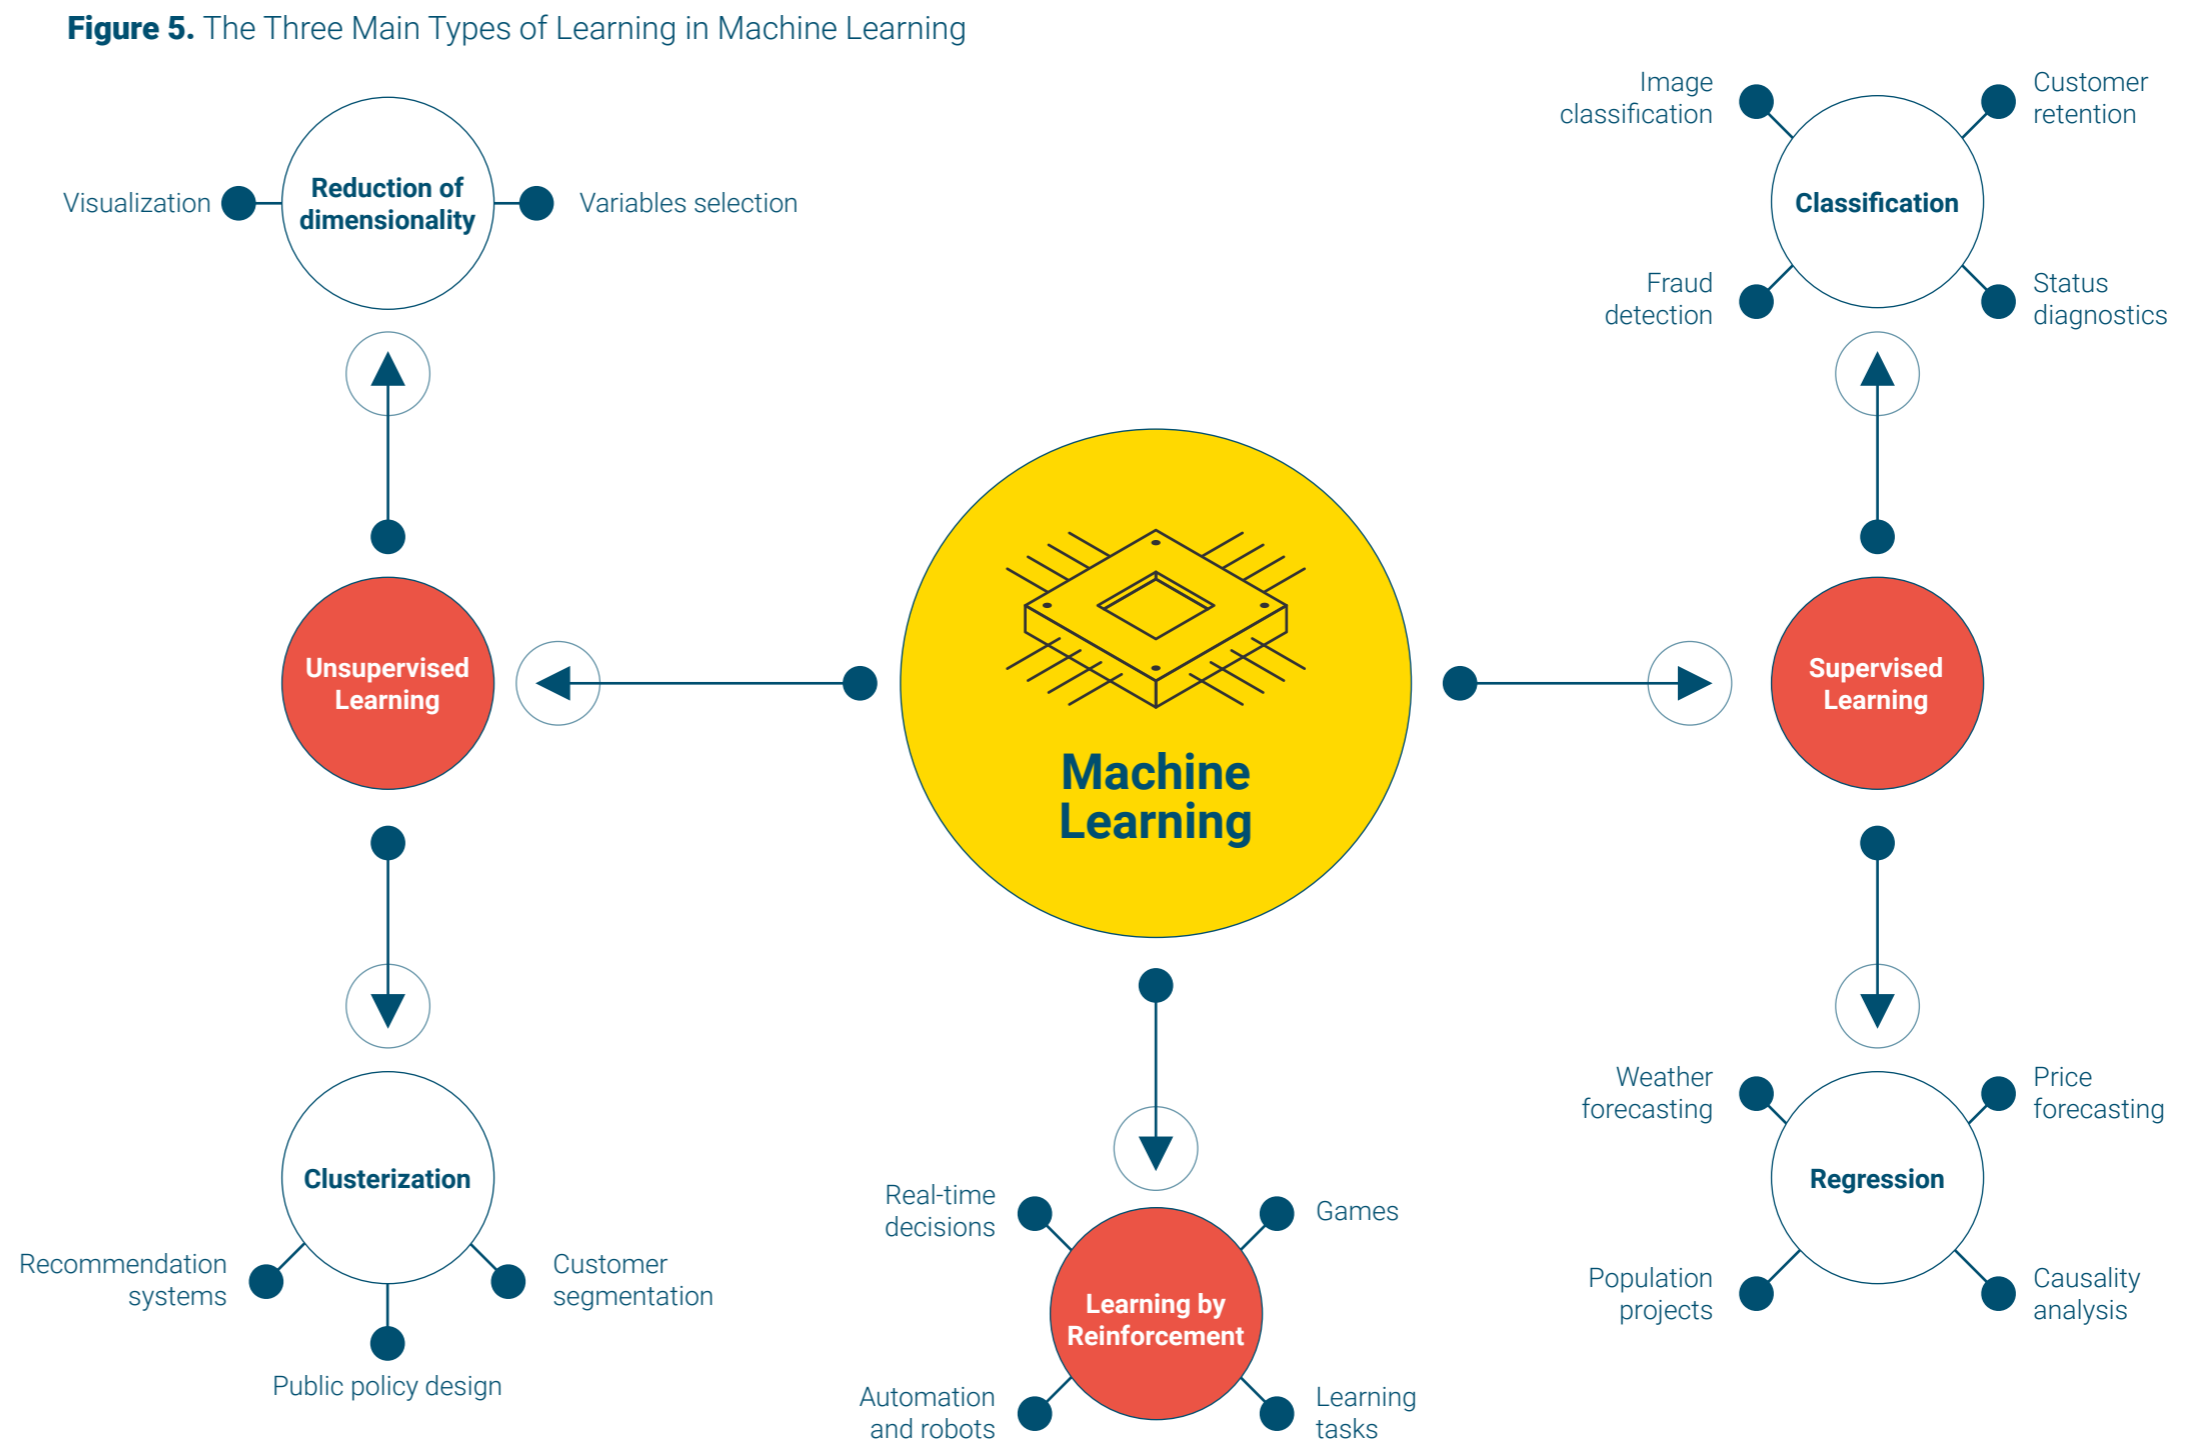 Figure 5. The Three Main Types of Learning in Machine Learning
Reduction of
dimensionality
Visualization
Variables selection
Unsupervised
Learning
Clusterization
Recommendation
systems
Customer
segmentation
Public policy design
Machine
Learning
Learning by
Reinforcement
Real-time
decisions
Games
Automation
and robots
Learning
tasks
Image
classification
Customer
retention
Classification
Fraud
detection
Status
diagnostics
Supervised
Learning
Weather
forecasting
Price
forecasting
Regression
Population
projects
Causality
analysis